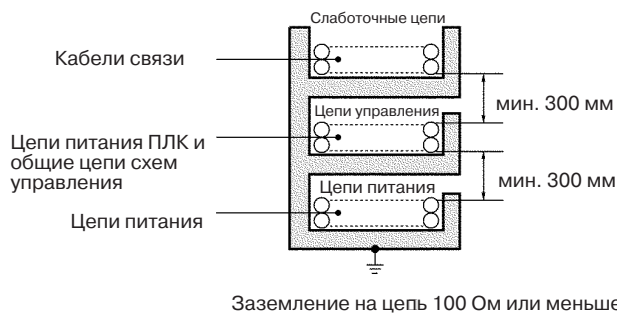 Слаботочные цепи
Кабели связи
мин. 300 мм
Цепи управления
Цепи питания ПЛК и
общие цепи схем
управления
мин. 300 мм
Цепи питания
Цепи питания
Заземление на цепь 100 Ом или меньше